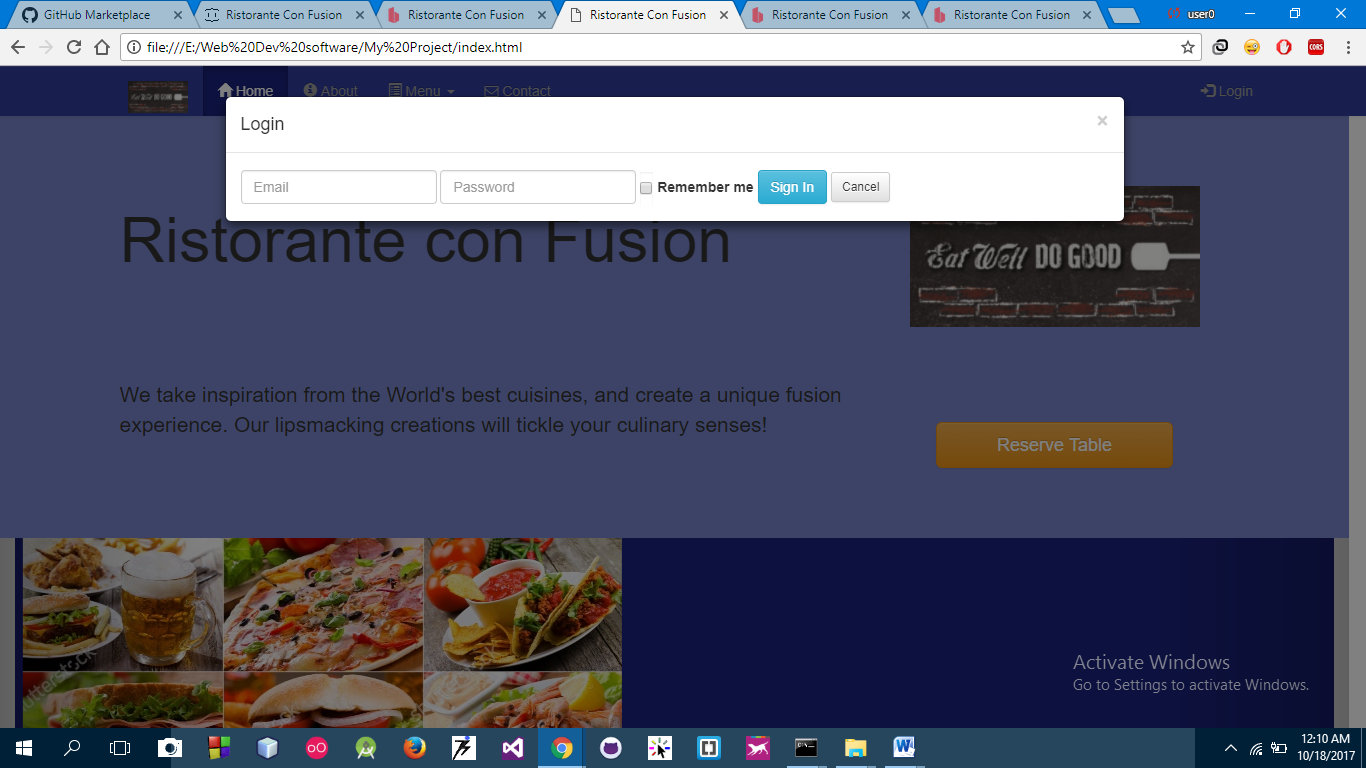 GitHub Marketplace
Ristorante Con Fusion
Ristorante Con Fusion
Ristorante Con Fusion
Ristorante Con Fusion
Ristorante Con Fusion
user0
file:///E:/Web%20Dev%20software/My%20Project/index.html
CORS
Home
About
Menu
Contact
Login
Login
×
Email
Password
Remember me
Sign In
Cancel
Ristorante con Fusion
Eat Well DO GOOD
We take inspiration from the World's best cuisines, and create a unique fusion
experience. Our lipsmacking creations will tickle your culinary senses!
Reserve Table
Activate Windows
Go to Settings to activate Windows.
12:10 AM
10/18/2017